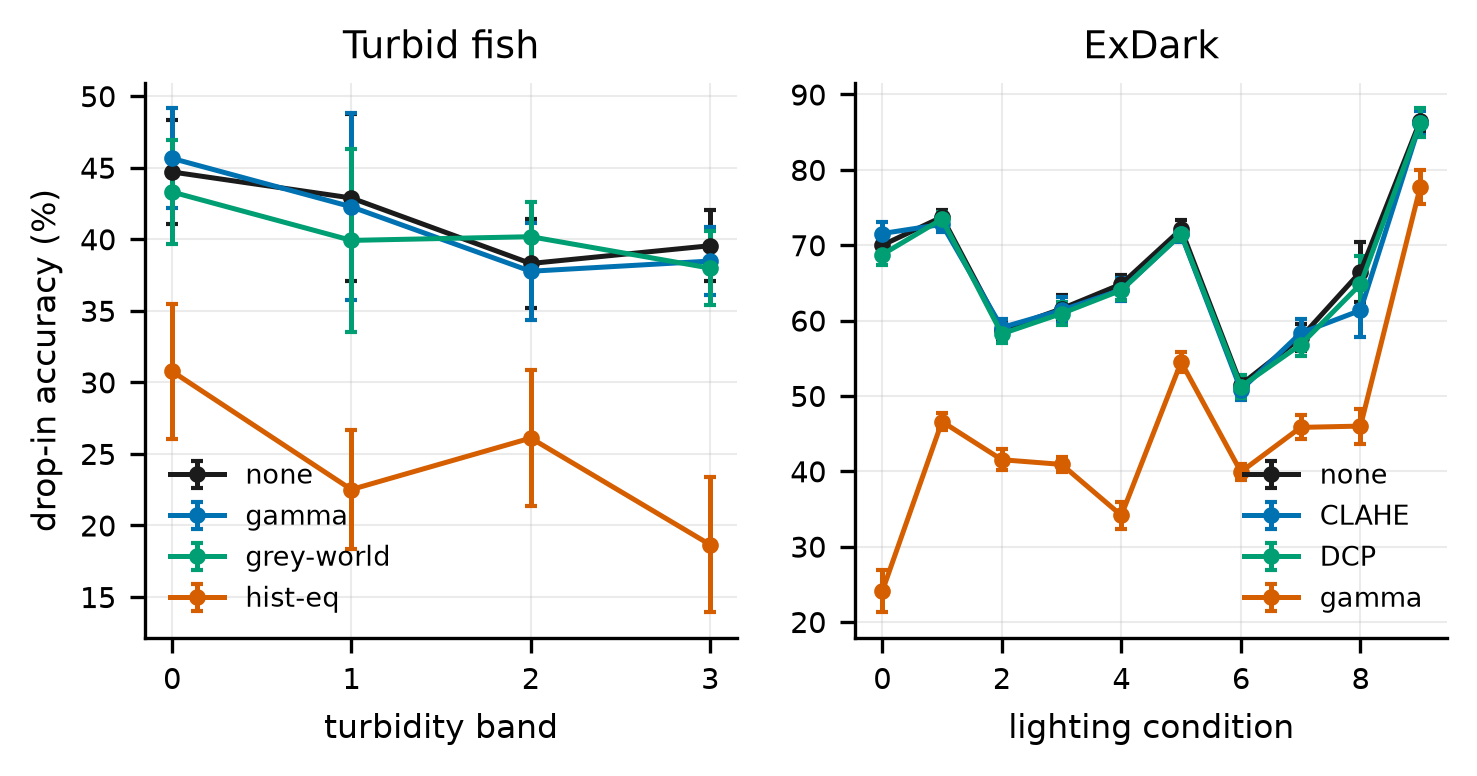 Turbid fish
50
45
40
35
30
25
20
15
drop-in accuracy (%)
none
gamma
grey-world
hist-eq
0 1 2 3
turbidity band
ExDark
90
80
70
60
50
40
30
20
none
CLAHE
DCP
gamma
0 2 4 6 8
lighting condition